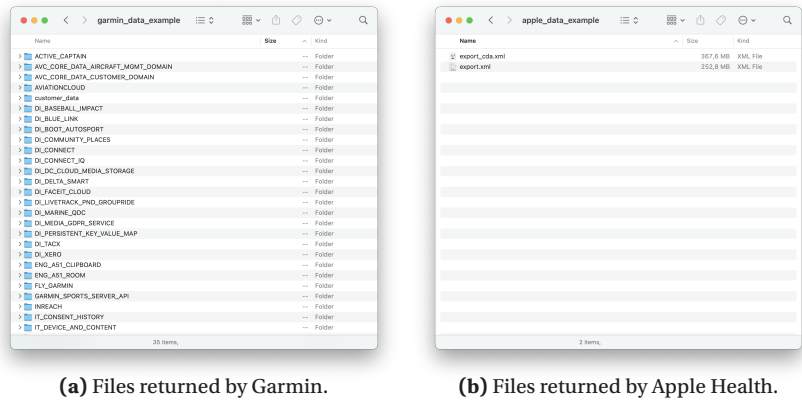 garmin_data_example
Name Size Kind
ACTIVE_CAPTAIN -- Folder
AVC_CORE_DATA_AIRCRAFT_MGMT_DOMAIN -- Folder
AVC_CORE_DATA_CUSTOMER_DOMAIN -- Folder
AVIATIONCLOUD -- Folder
customer_data -- Folder
DI_BASEBALL_IMPACT -- Folder
DI_BLUE_LINK -- Folder
DI_BOOT_AUTOSPORT -- Folder
DI_COMMUNITY_PLACES -- Folder
DI_CONNECT -- Folder
DI_CONNECT_IQ -- Folder
DI_DC_CLOUD_MEDIA_STORAGE -- Folder
DI_DELTA_SMART -- Folder
DI_FACEIT_CLOUD -- Folder
DI_LIVETRACK_PND_GROUPRIDE -- Folder
DI_MARINE_QDC -- Folder
DI_MEDIA_GDPR_SERVICE -- Folder
DI_PERSISTENT_KEY_VALUE_MAP -- Folder
DI_TACX -- Folder
DI_XERO -- Folder
ENG_A51_CLIPBOARD -- Folder
ENG_A51_ROOM -- Folder
FLY_GARMIN -- Folder
GARMIN_SPORTS_SERVER_API -- Folder
INREACH -- Folder
IT_CONSENT_HISTORY -- Folder
IT_DEVICE_AND_CONTENT -- Folder
35 items,
(a) Files returned by Garmin.
apple_data_example
Name Size Kind
export_cda.xml 367,6 MB XML File
export.xml 252,8 MB XML File
2 items,
(b) Files returned by Apple Health.